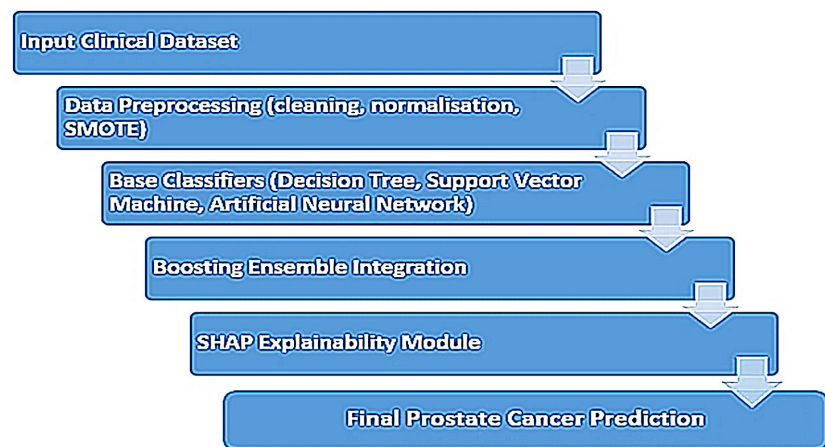 Input Clinical Dataset
Data Preprocessing (cleaning, normalisation,
SMOTE)
Base Classifiers (Decision Tree, Support Vector
Machine, Artificial Neural Network)
Boosting Ensemble Integration
SHAP Explainability Module
Final Prostate Cancer Prediction